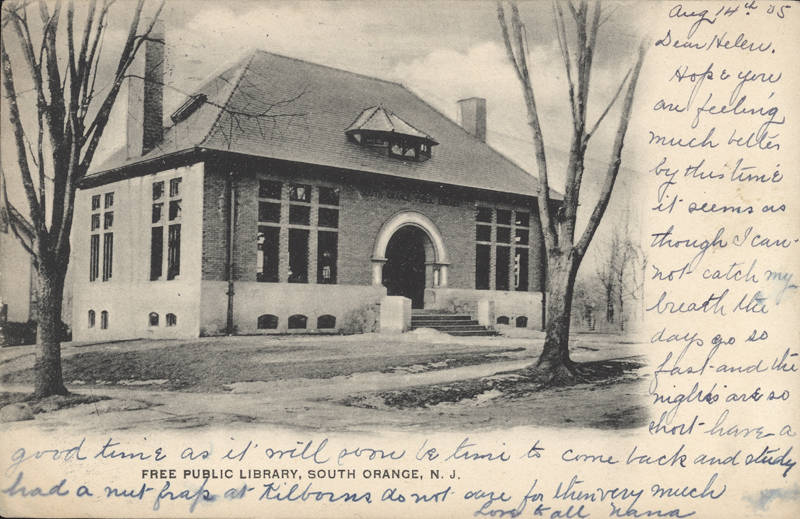 Aug 14th 05
Dear Helen.
Hope you
are feeling
much better
by this time
it seems as
though I can-
not catch my
breath the
days go so
fast and the
nights are so
short - have a
good time as it will soon be time to come back and study
FREE PUBLIC LIBRARY, SOUTH ORANGE, N. J.
had a nut frap at Kilborns do not care for them very much
Love to all Nana